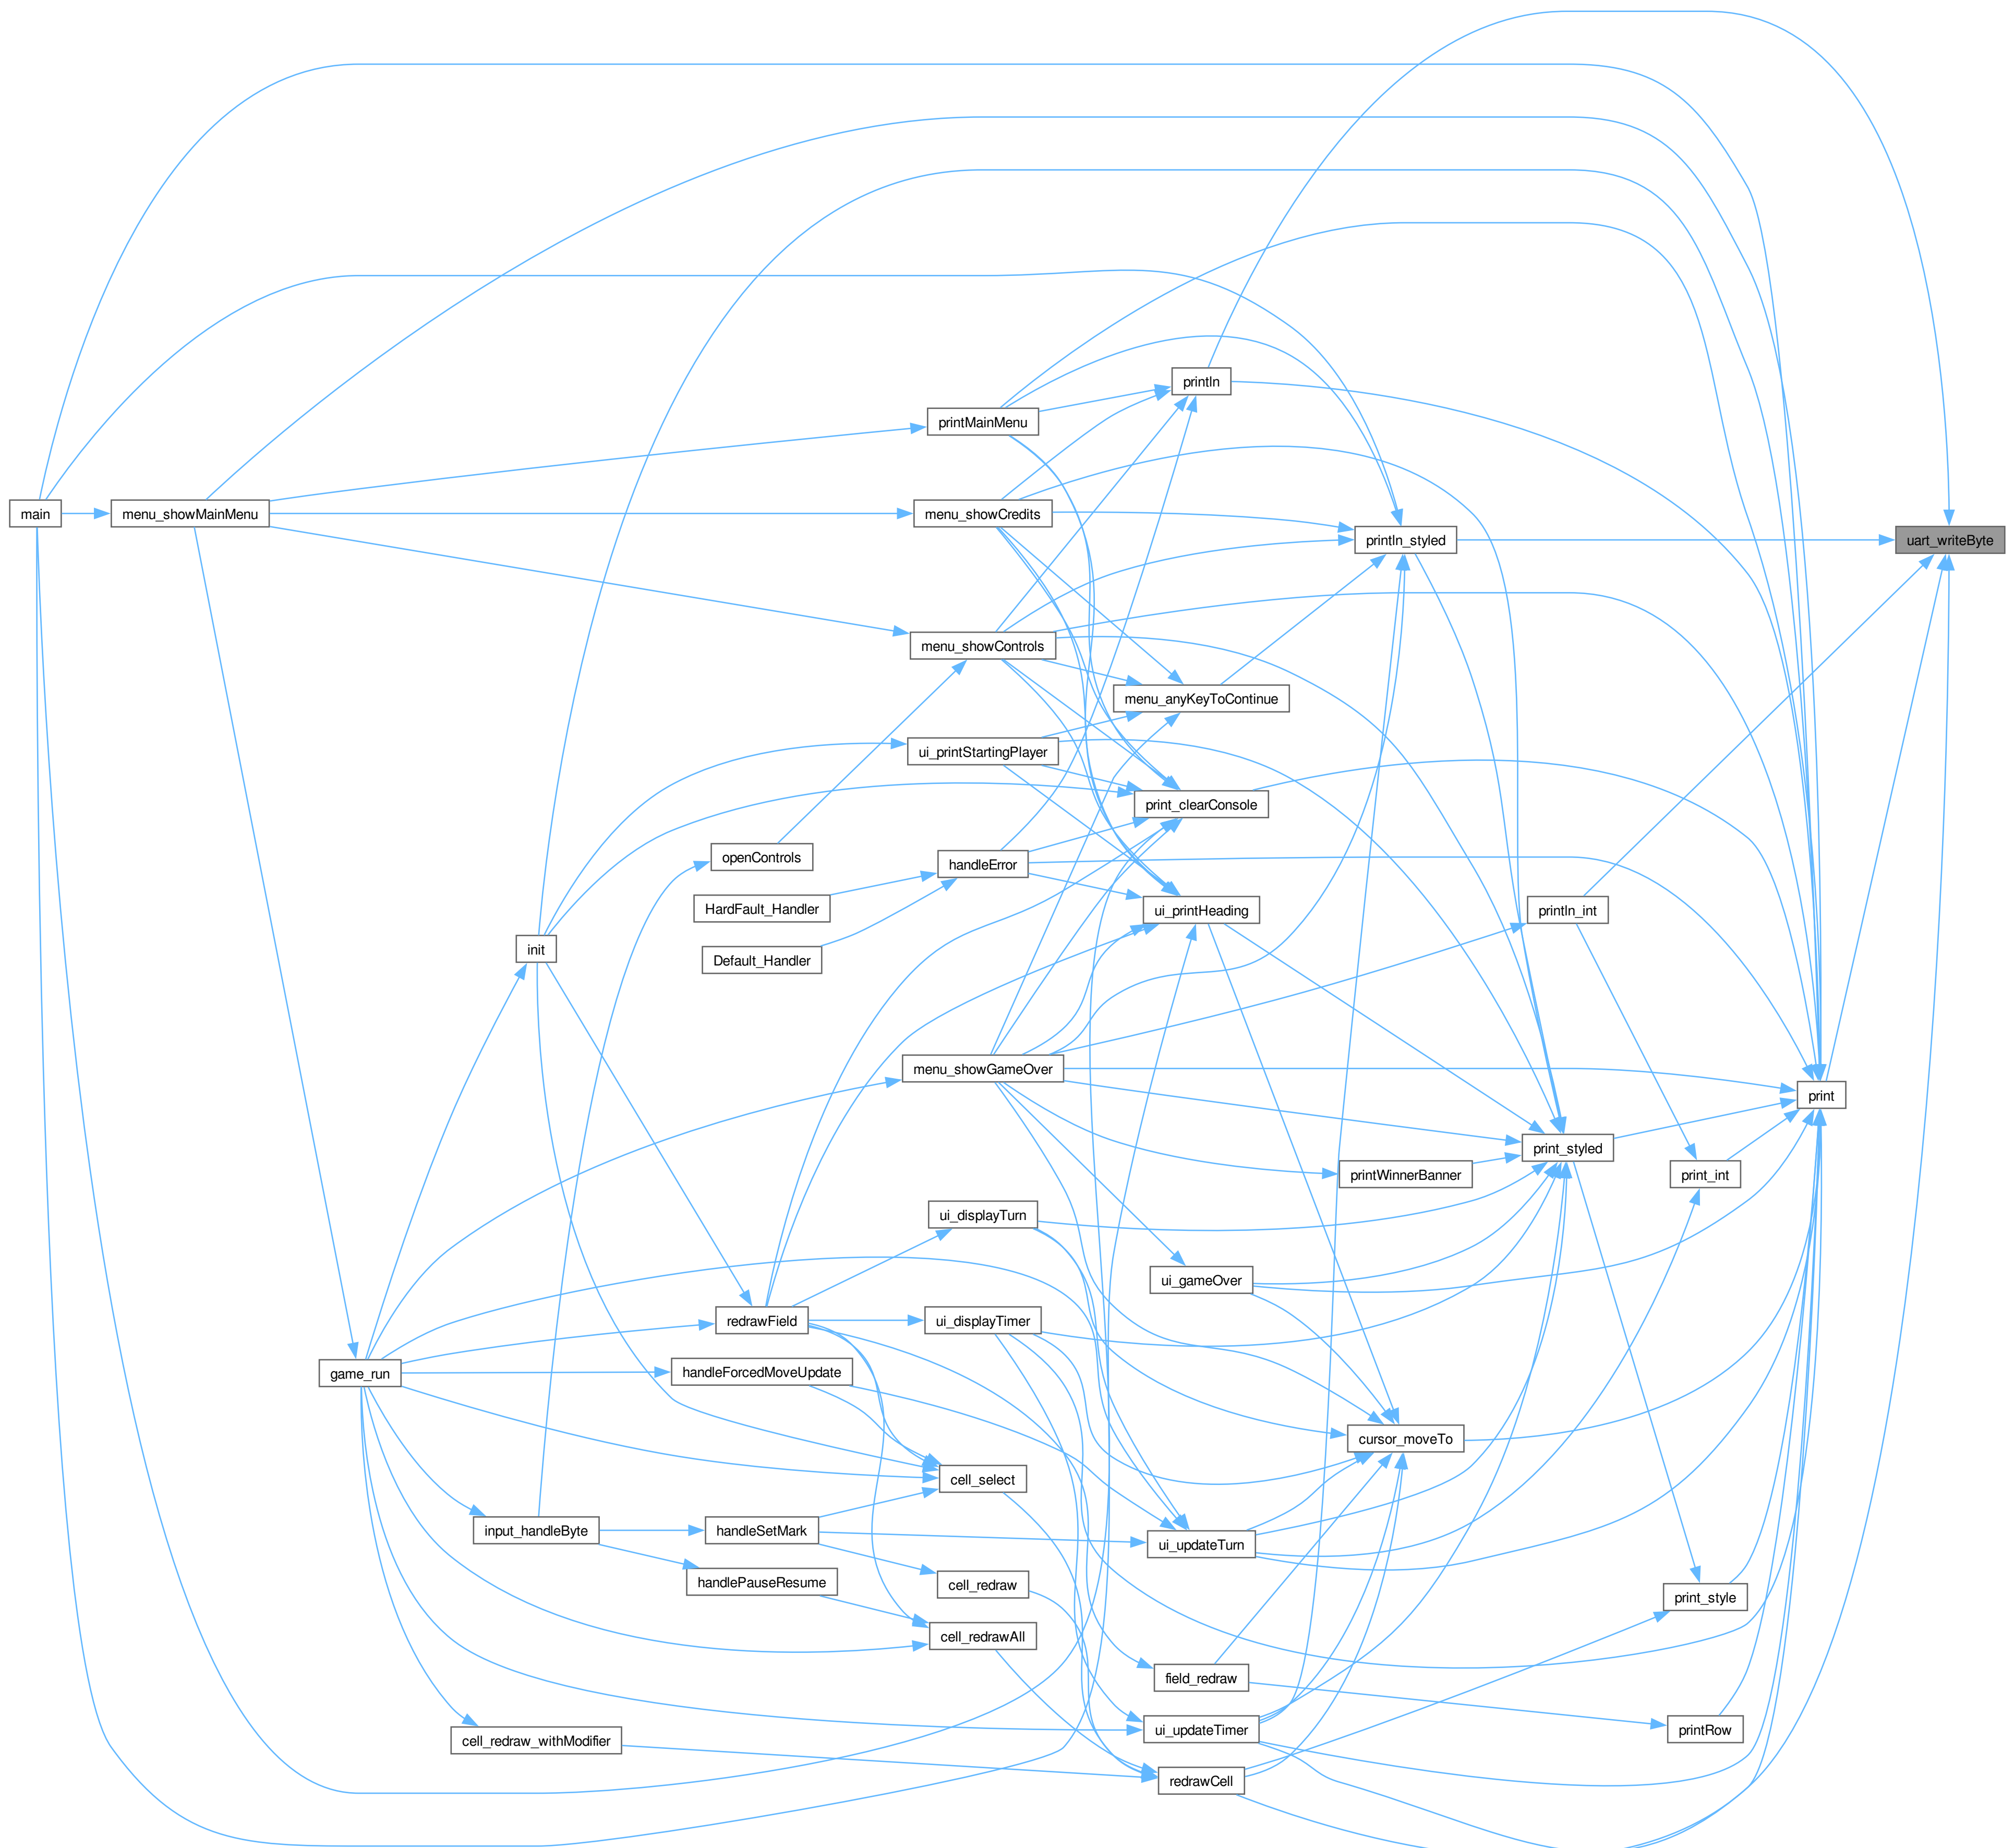 println
printMainMenu
main
menu_showMainMenu
menu_showCredits
println_styled
uart_writeByte
menu_showControls
menu_anyKeyToContinue
ui_printStartingPlayer
print_clearConsole
openControls
handleError
HardFault_Handler
ui_printHeading
println_int
init
Default_Handler
menu_showGameOver
print
print_styled
printWinnerBanner
print_int
ui_displayTurn
ui_gameOver
redrawField
ui_displayTimer
game_run
handleForcedMoveUpdate
cursor_moveTo
cell_select
input_handleByte
handleSetMark
ui_updateTurn
handlePauseResume
cell_redraw
print_style
cell_redrawAll
field_redraw
cell_redraw_withModifier
ui_updateTimer
printRow
redrawCell